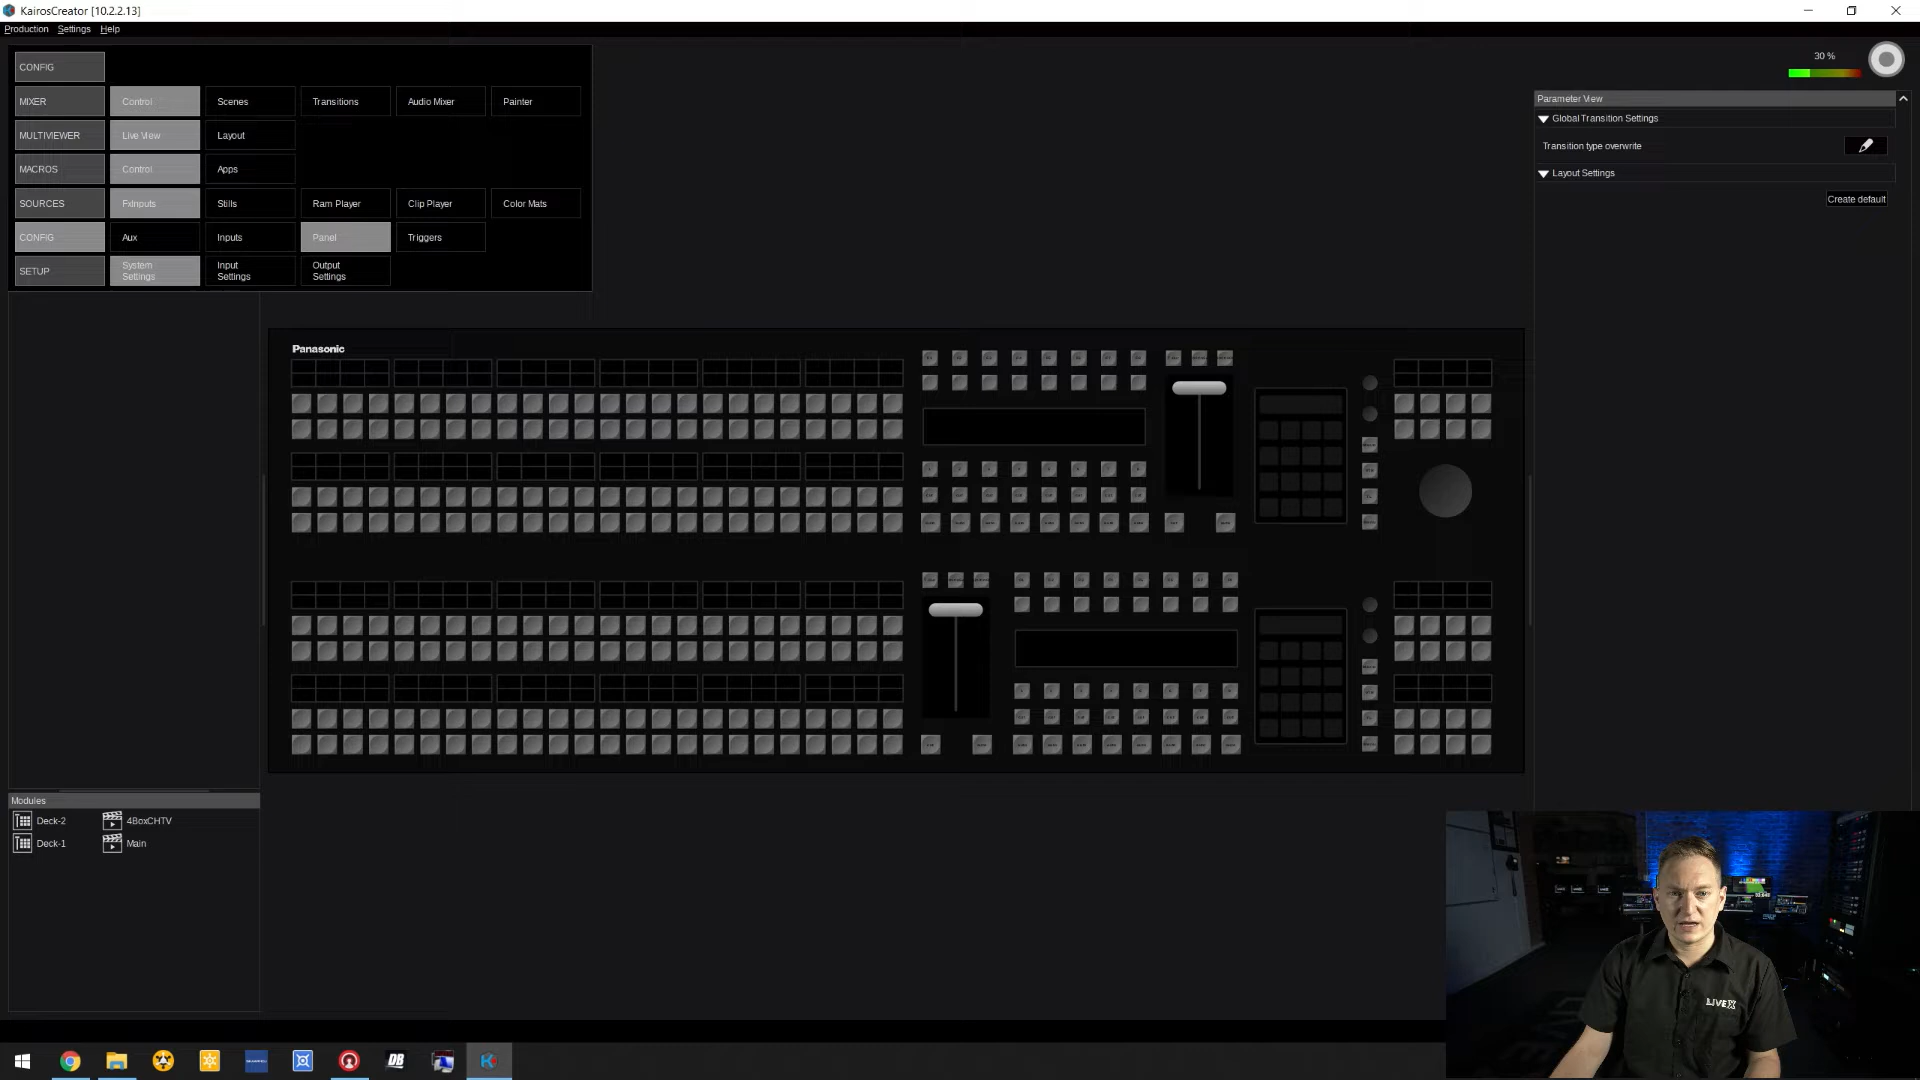 KairosCreator [10.2.2.13]
Production Settings Help
CONFIG
MIXER Control Scenes Transitions Audio Mixer Painter
MULTIVIEWER Live View Layout
MACROS Control Apps
SOURCES FxInputs Stills Ram Player Clip Player Color Mats
CONFIG Aux Inputs Panel Triggers
SETUP System Settings Input Settings Output Settings
30 %
Parameter View
Global Transition Settings
Transition type overwrite
Layout Settings
Create default
Panasonic
Modules
Deck-2 4BoxCHTV
Deck-1 Main
LIVEX
DB